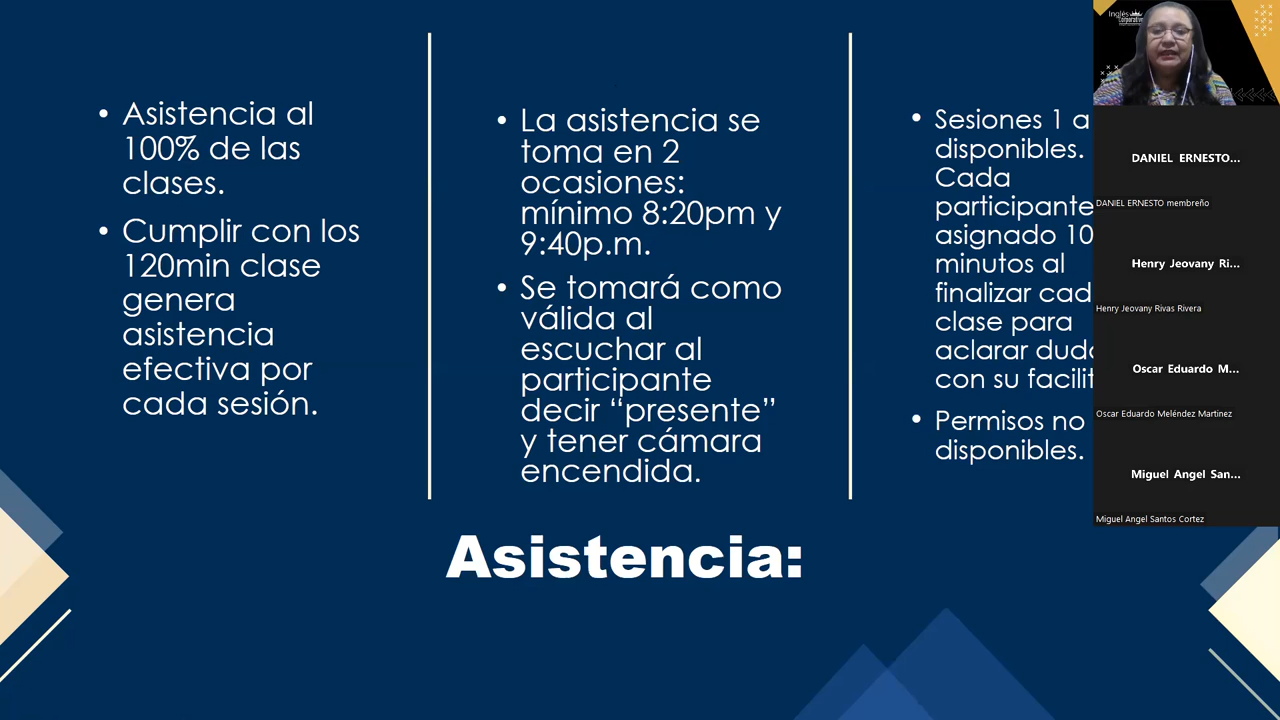 • Asistencia al
100% de las
clases.
• Cumplir con los
120min clase
genera
asistencia
efectiva por
cada sesión.
• La asistencia se
toma en 2
ocasiones:
mínimo 8:20pm y
9:40p.m.
• Se tomará como
válida al
escuchar al
participante
decir “presente”
y tener cámara
encendida.
• Sesiones 1 a
disponibles.
Cada
participante
asignado 10
minutos al
finalizar cad
clase para
aclarar dud
con su facilit
• Permisos no
disponibles.
Asistencia:
Inglés
Corporativo
DANIEL ERNESTO...
DANIEL ERNESTO membreño
Henry Jeovany Ri...
Henry Jeovany Rivas Rivera
Oscar Eduardo M...
Oscar Eduardo Meléndez Martinez
Miguel Angel San...
Miguel Angel Santos Cortez